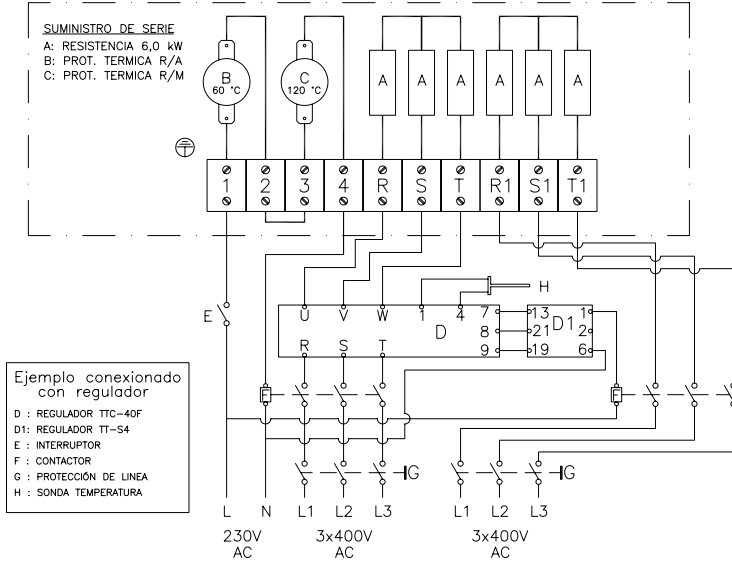 SUMINISTRO DE SERIE
A: RESISTENCIA 6,0 kW
B: PROT. TERMICA R/A
C: PROT. TERMICA R/M
B
60 °C
C
120 °C
A A A A A A
1 2 3 4 R S T R1 S1 T1
E
H
U V W 1 4 7 13 1
D 8 21 D1 2
R S T 9 19 6
F F
Ejemplo conexionado
con regulador
D : REGULADOR TTC-40F
D1: REGULADOR TT-S4
E : INTERRUPTOR
F : CONTACTOR
G : PROTECCIÓN DE LINEA
H : SONDA TEMPERATURA
G G
L N L1 L2 L3 L1 L2 L3
230V 3x400V 3x400V
AC AC AC